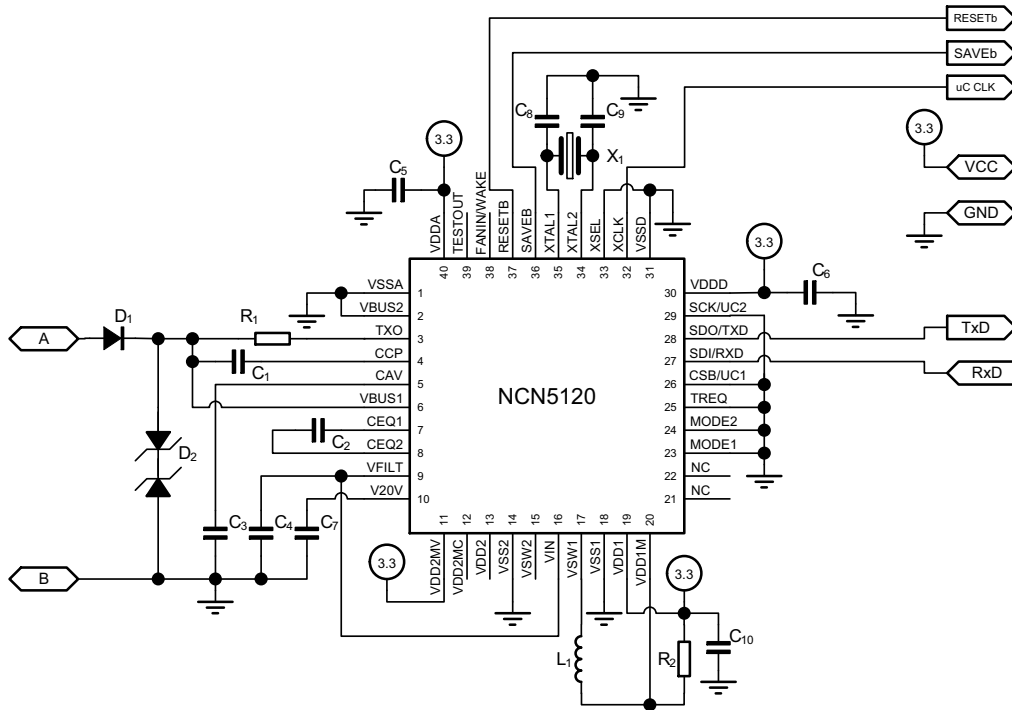 RESETb
SAVEb
uC CLK
C8
C9
3.3
3.3
X1
VCC
C5
GND
VDDA
TESTOUT
FANIN/WAKE
RESETB
SAVEB
XTAL1
XTAL2
XSEL
XCLK
VSSD
3.3
40
39
38
37
36
35
34
33
32
31
C6
VSSA
1
30
VDDD
VBUS2
2
29
SCK/UC2
D1
R1
TXO
3
28
SDO/TXD
TxD
A
C1
CCP
4
27
SDI/RXD
RxD
CAV
5
26
CSB/UC1
VBUS1
6
NCN5120
25
TREQ
CEQ1
7
24
MODE2
D2
C2
CEQ2
8
23
MODE1
VFILT
9
22
NC
V20V
10
21
NC
11
12
13
14
15
16
17
18
19
20
C3
C4
C7
3.3
VDD2MV
VDD2MC
VDD2
VSS2
VSW2
VIN
VSW1
VSS1
VDD1
VDD1M
3.3
B
C10
L1
R2